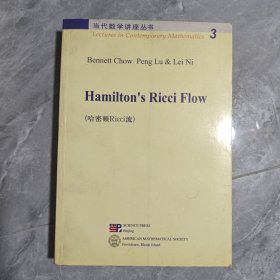 当代数学讲座丛书
Lectures in Contemporary Mathematics 3
Bennett Chow Peng Lu & Lei Ni
Hamilton's Ricci Flow
(哈密顿Ricci流)
SCIENCE PRESS
Beijing
AMERICAN MATHEMATICAL SOCIETY
Providence, Rhode Island